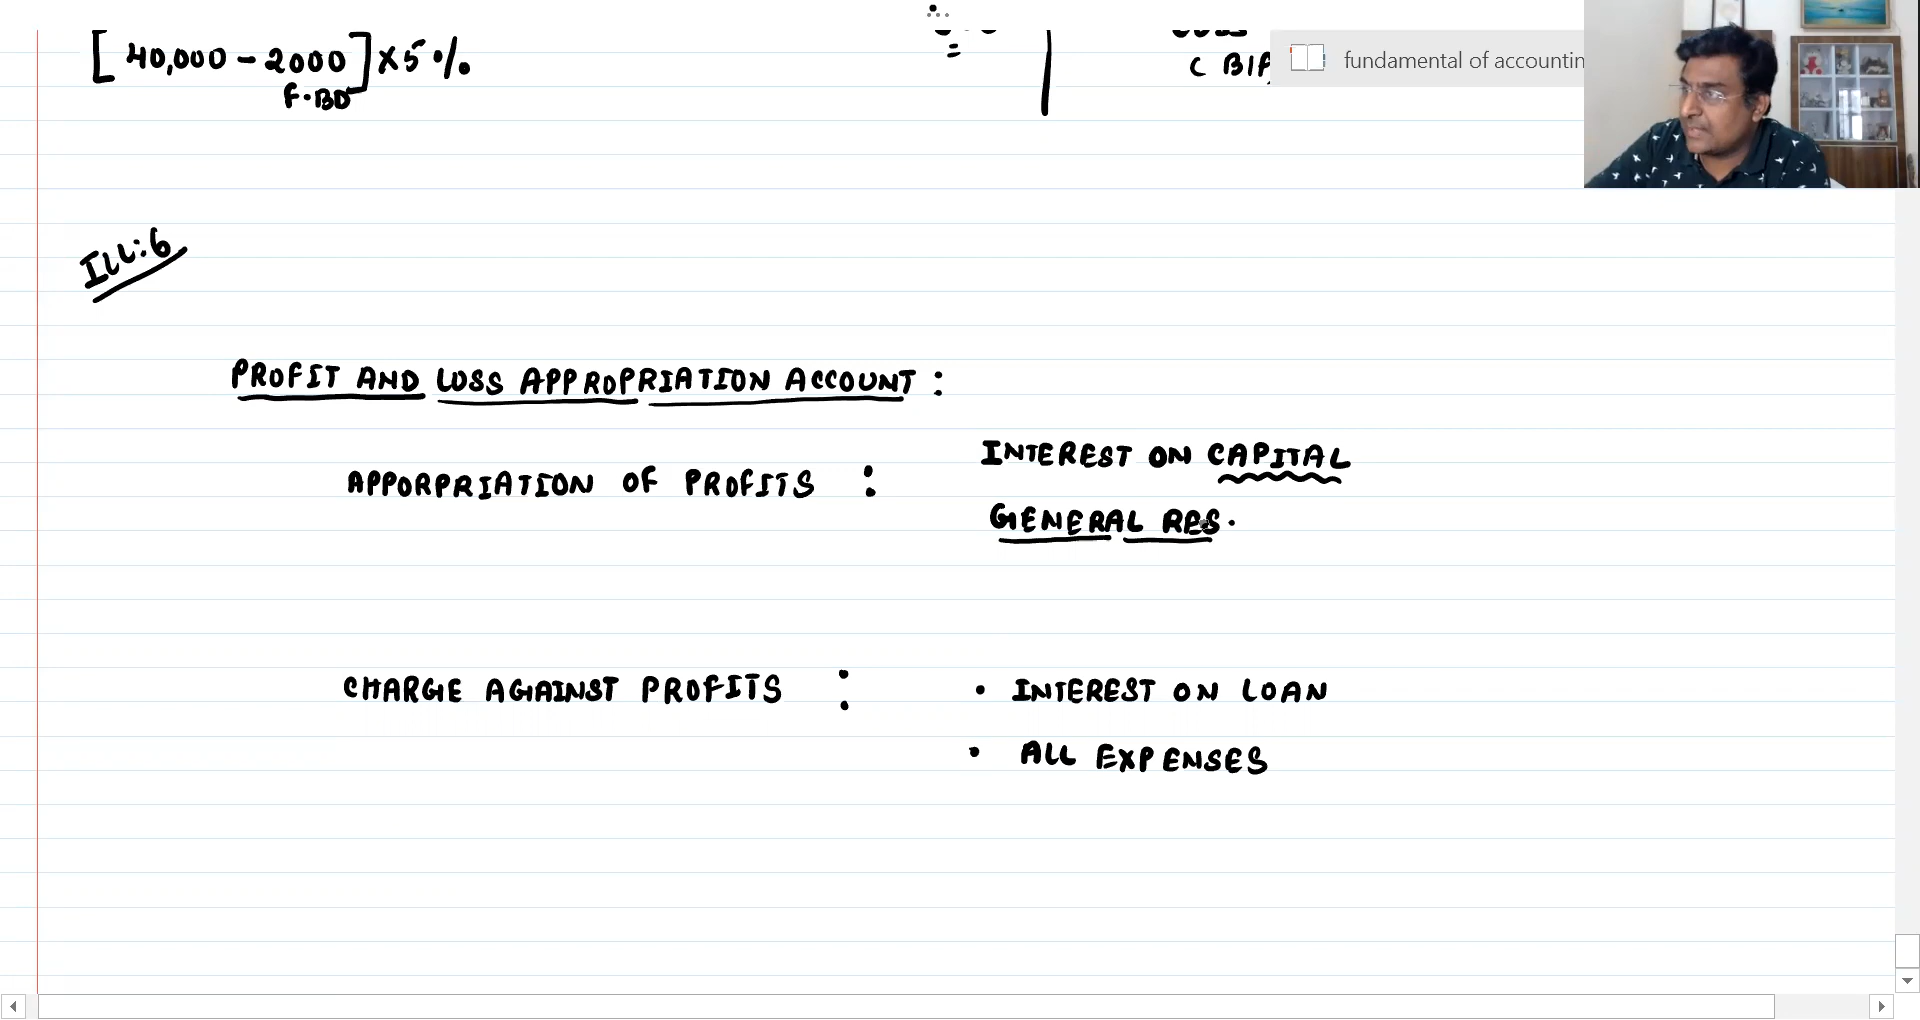 [40,000 - 2000] X 5%
F.BD
fundamental of accountin
ILL:6
PROFIT AND LOSS APPROPRIATION ACCOUNT :
APPORPRIATION OF PROFITS :
INTEREST ON CAPITAL
GENERAL RES.
CHARGE AGAINST PROFITS :
• INTEREST ON LOAN
• ALL EXPENSES